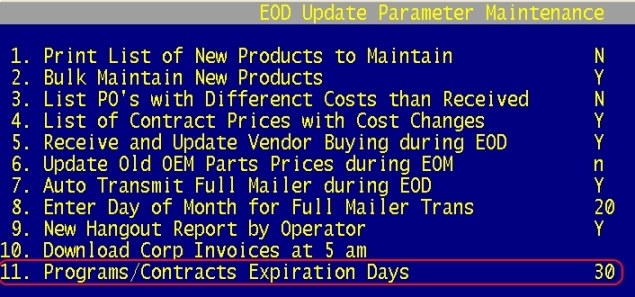 EOD Update Parameter Maintenance
1. Print List of New Products to Maintain N
2. Bulk Maintain New Products Y
3. List PO's with Differenct Costs than Received N
4. List of Contract Prices with Cost Changes Y
5. Receive and Update Vendor Buying during EOD Y
6. Update Old OEM Parts Prices during EOM n
7. Auto Transmit Full Mailer during EOD Y
8. Enter Day of Month for Full Mailer Trans 20
9. New Hangout Report by Operator Y
10. Download Corp Invoices at 5 am
11. Programs/Contracts Expiration Days 30